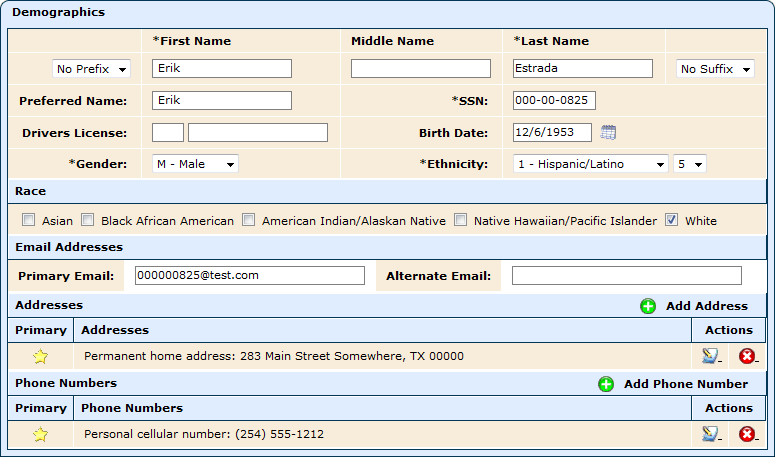 Demographics
*First Name Middle Name *Last Name
No Prefix Erik Estrada No Suffix
Preferred Name: Erik *SSN: 000-00-0825
Drivers License: Birth Date: 12/6/1953
*Gender: M - Male *Ethnicity: 1 - Hispanic/Latino 5
Race
Asian Black African American American Indian/Alaskan Native Native Hawaiian/Pacific Islander White
Email Addresses
Primary Email: 000000825@test.com Alternate Email:
Addresses Add Address
Primary Addresses Actions
Permanent home address: 283 Main Street Somewhere, TX 00000
Phone Numbers Add Phone Number
Primary Phone Numbers Actions
Personal cellular number: (254) 555-1212